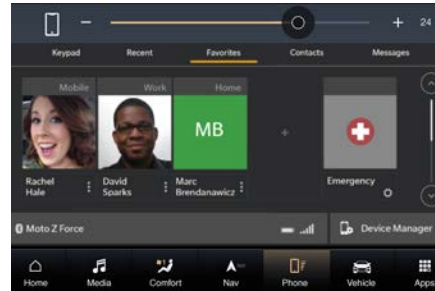 24
Keypad Recent Favorites Contacts Messages
Mobile Work Home
MB
Rachel Hale
David Sparks
Marc Brendanawicz
Emergency
Moto Z Force Device Manager
Home Media Comfort Nav Phone Vehicle Apps